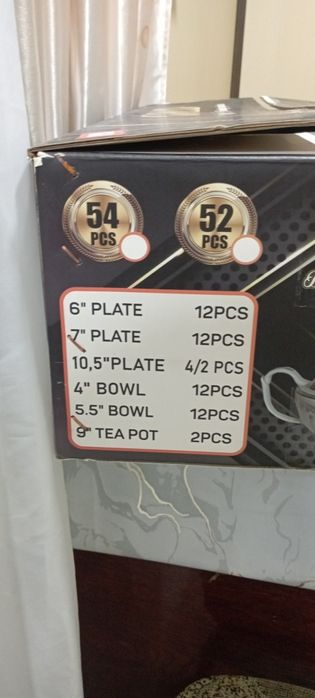 54
PCS
52
PCS
6" PLATE 12PCS
7" PLATE 12PCS
10,5"PLATE 4/2 PCS
4" BOWL 12PCS
5.5" BOWL 12PCS
9" TEA POT 2PCS